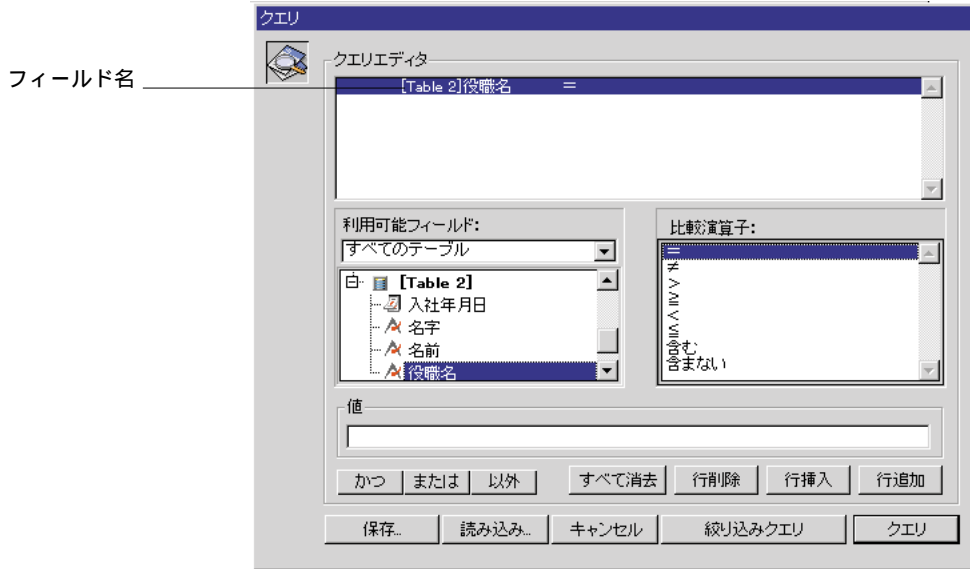 クエリ
クエリエディタ
フィールド名
[Table 2]役職名 =
利用可能フィールド:
すべてのテーブル
[Table 2]
入社年月日
名字
名前
役職名
比較演算子:
=
≠
>
≧
<
≦
含む
含まない
値
かつ または 以外 すべて消去 行削除 行挿入 行追加
保存... 読み込み... キャンセル 絞り込みクエリ クエリ